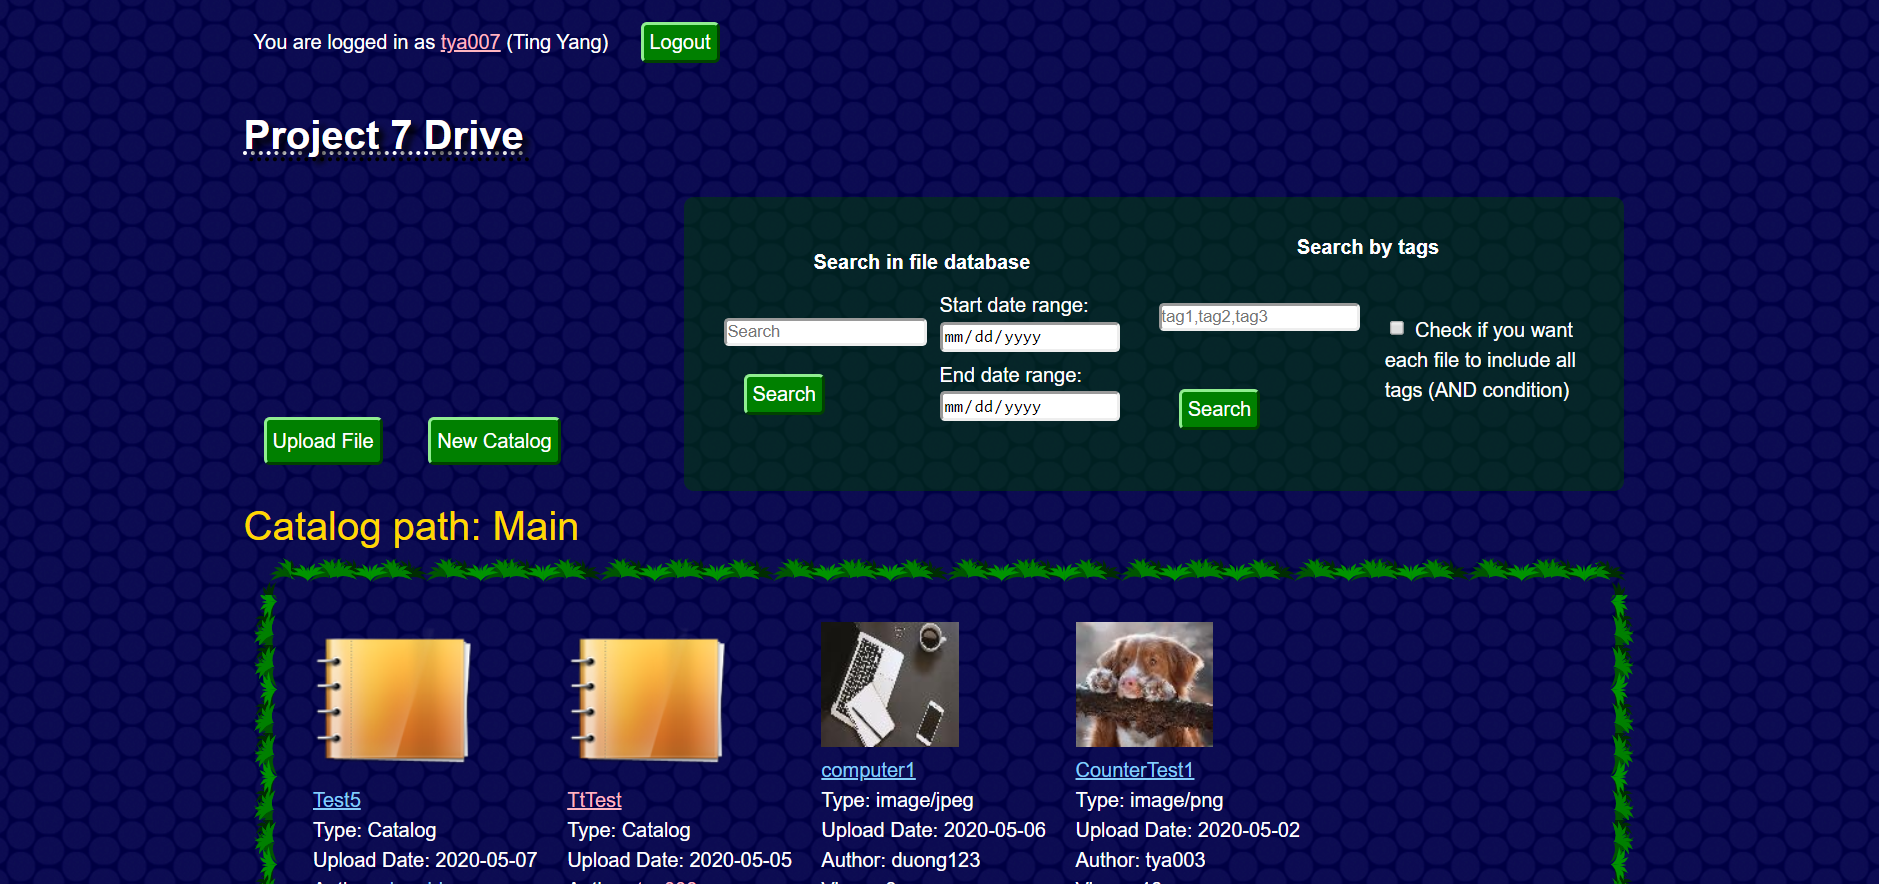 You are logged in as tya007 (Ting Yang)
Logout
Project 7 Drive
Search in file database
Search
Start date range:
mm/dd/yyyy
End date range:
mm/dd/yyyy
Search
Search by tags
tag1,tag2,tag3
Check if you want
each file to include all
tags (AND condition)
Search
Upload File
New Catalog
Catalog path: Main
Test5
Type: Catalog
Upload Date: 2020-05-07
TtTest
Type: Catalog
Upload Date: 2020-05-05
computer1
Type: image/jpeg
Upload Date: 2020-05-06
Author: duong123
CounterTest1
Type: image/png
Upload Date: 2020-05-02
Author: tya003